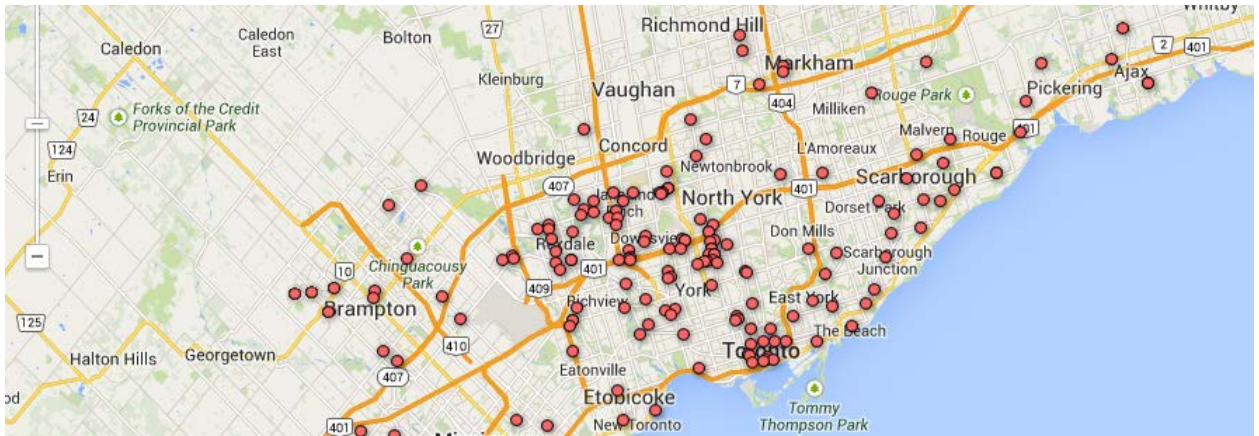 Whitby
Richmond Hill
27
Caledon
East
Bolton
Caledon
2
401
Markham
Kleinburg
Ajax
7
Vaughan
Pickering
Rouge Park
404
Milliken
Forks of the Credit
Provincial Park
24
401
Malvern
Rouge
124
Concord
L'Amoreaux
Woodbridge
Newtonbrook
Erin
Scarborough
407
401
North York
Dorset Park
Don Mills
Rexdale
Downsview
Scarborough
Junction
10
Chinguacousy
Park
401
409
York
East York
Richview
Brampton
125
The Beach
410
Toronto
Georgetown
Halton Hills
Eatonville
407
Etobicoke
Tommy
Thompson Park
401
New Toronto